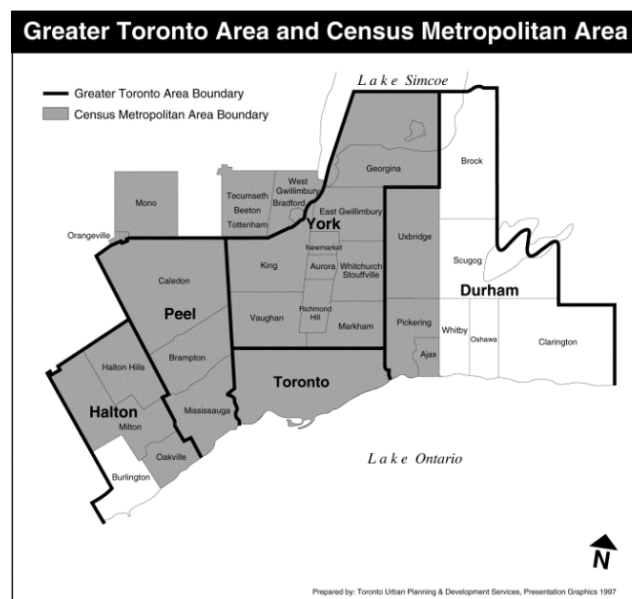 Greater Toronto Area and Census Metropolitan Area
Lake Simcoe
Greater Toronto Area Boundary
Census Metropolitan Area Boundary
Georgina
Brock
Mono
Tecumseth
Beeton
Tottenham
West
Gwillimbury
Bradford
East Gwillimbury
York
Orangeville
Uxbridge
Newmarket
Scugog
Caledon
King
Aurora
Whitchurch
Stouffville
Durham
Peel
Vaughan
Richmond
Hill
Markham
Pickering
Whitby
Oshawa
Clarington
Ajax
Halton Hills
Brampton
Toronto
Halton
Mississauga
Milton
Oakville
Burlington
Lake Ontario
N
Prepared by: Toronto Urban Planning & Development Services, Presentation Graphics 1997